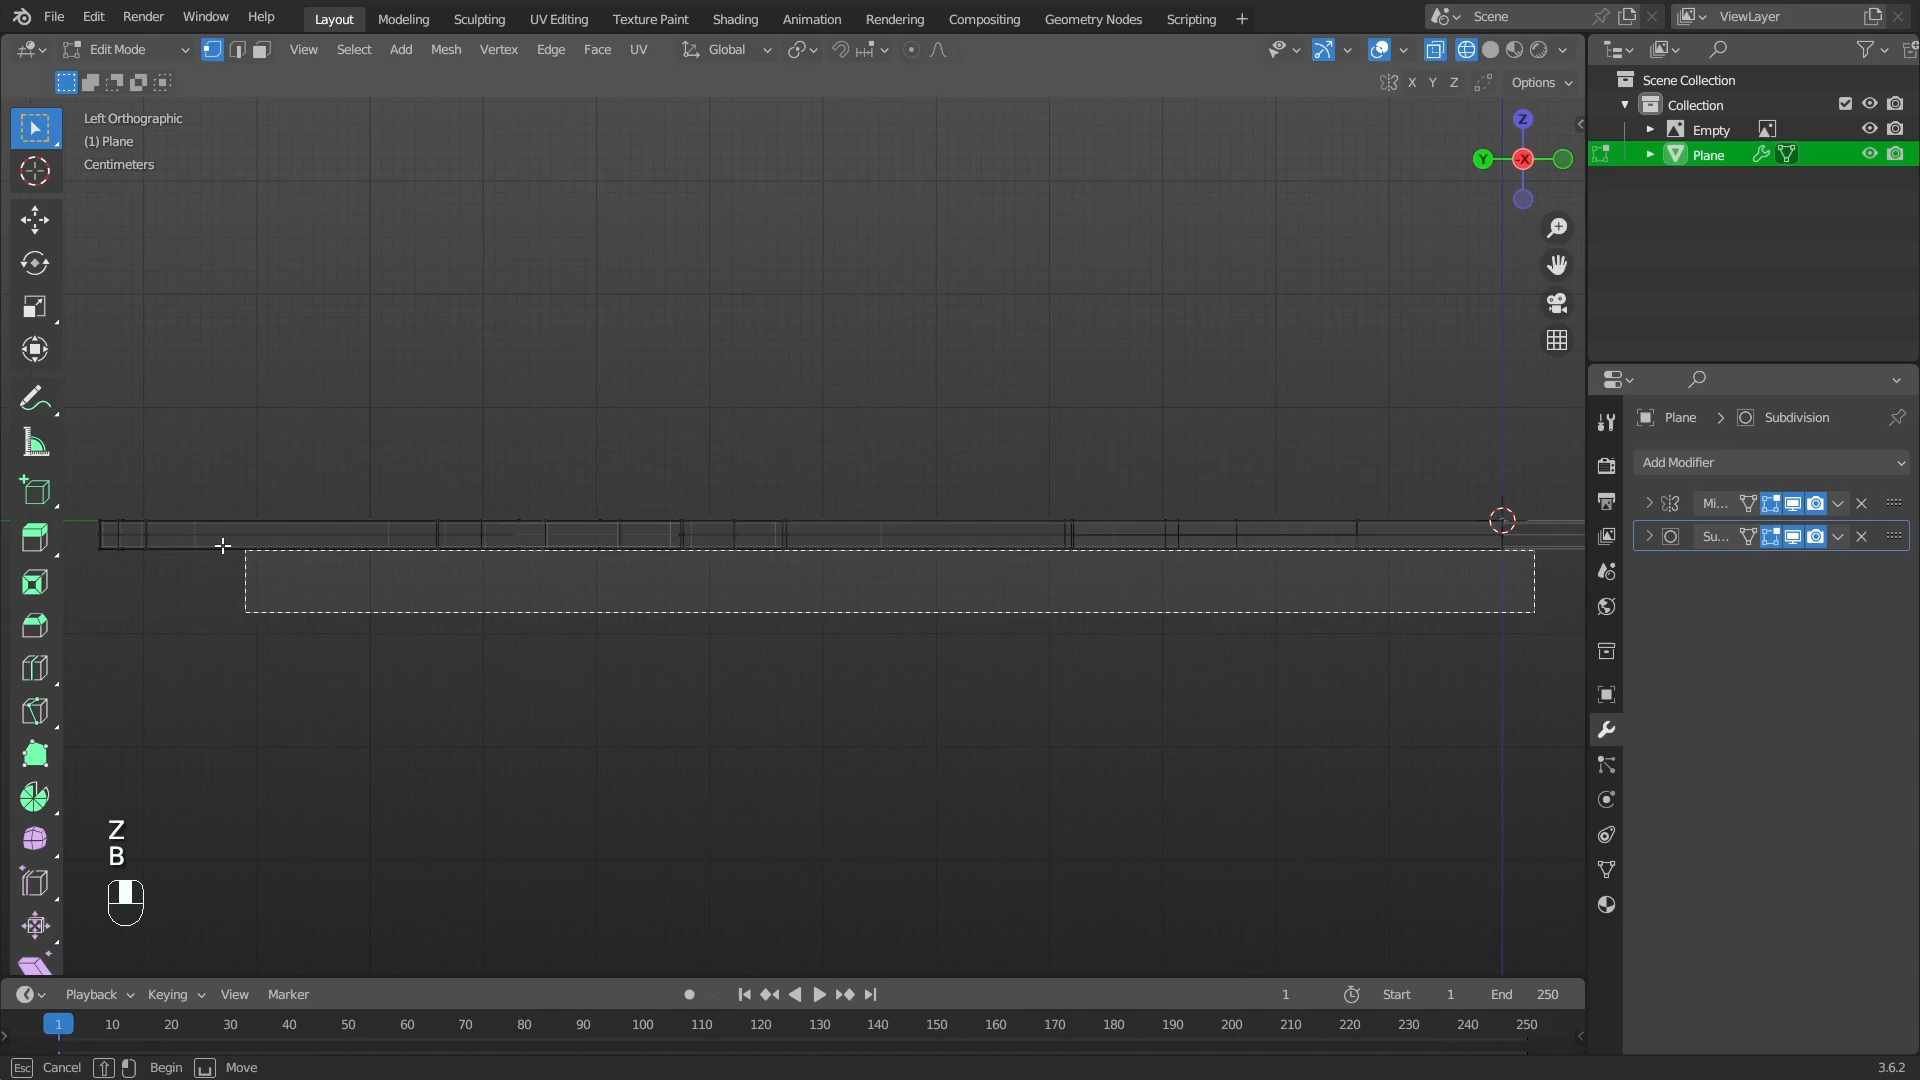 File Edit Render Window Help Layout Modeling Sculpting UV Editing Texture Paint Shading Animation Rendering Compositing Geometry Nodes Scripting + Scene ViewLayer
Edit Mode View Select Add Mesh Vertex Edge Face UV Global
X Y Z Options
Left Orthographic
(1) Plane
Centimeters
Z
Y
-X
Scene Collection
Collection
Empty
Plane
Plane > Subdivision
Add Modifier
Mi...
Su...
Z
B
Playback Keying View Marker 1 Start 1 End 250
1 10 20 30 40 50 60 70 80 90 100 110 120 130 140 150 160 170 180 190 200 210 220 230 240 250
Esc Cancel Begin Move 3.6.2